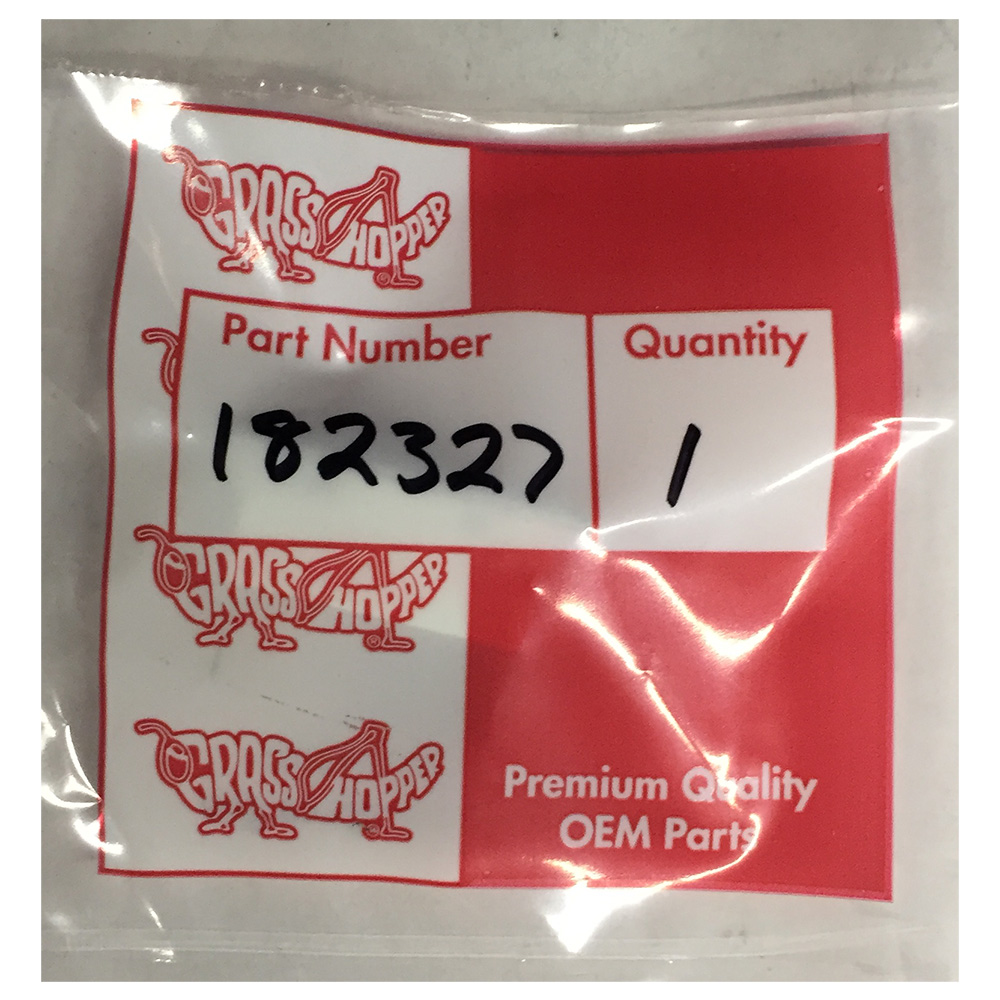 GRASSHOPPER
Part Number
Quantity
182327
1
GRASSHOPPER
GRASSHOPPER
Premium Quality
OEM Parts